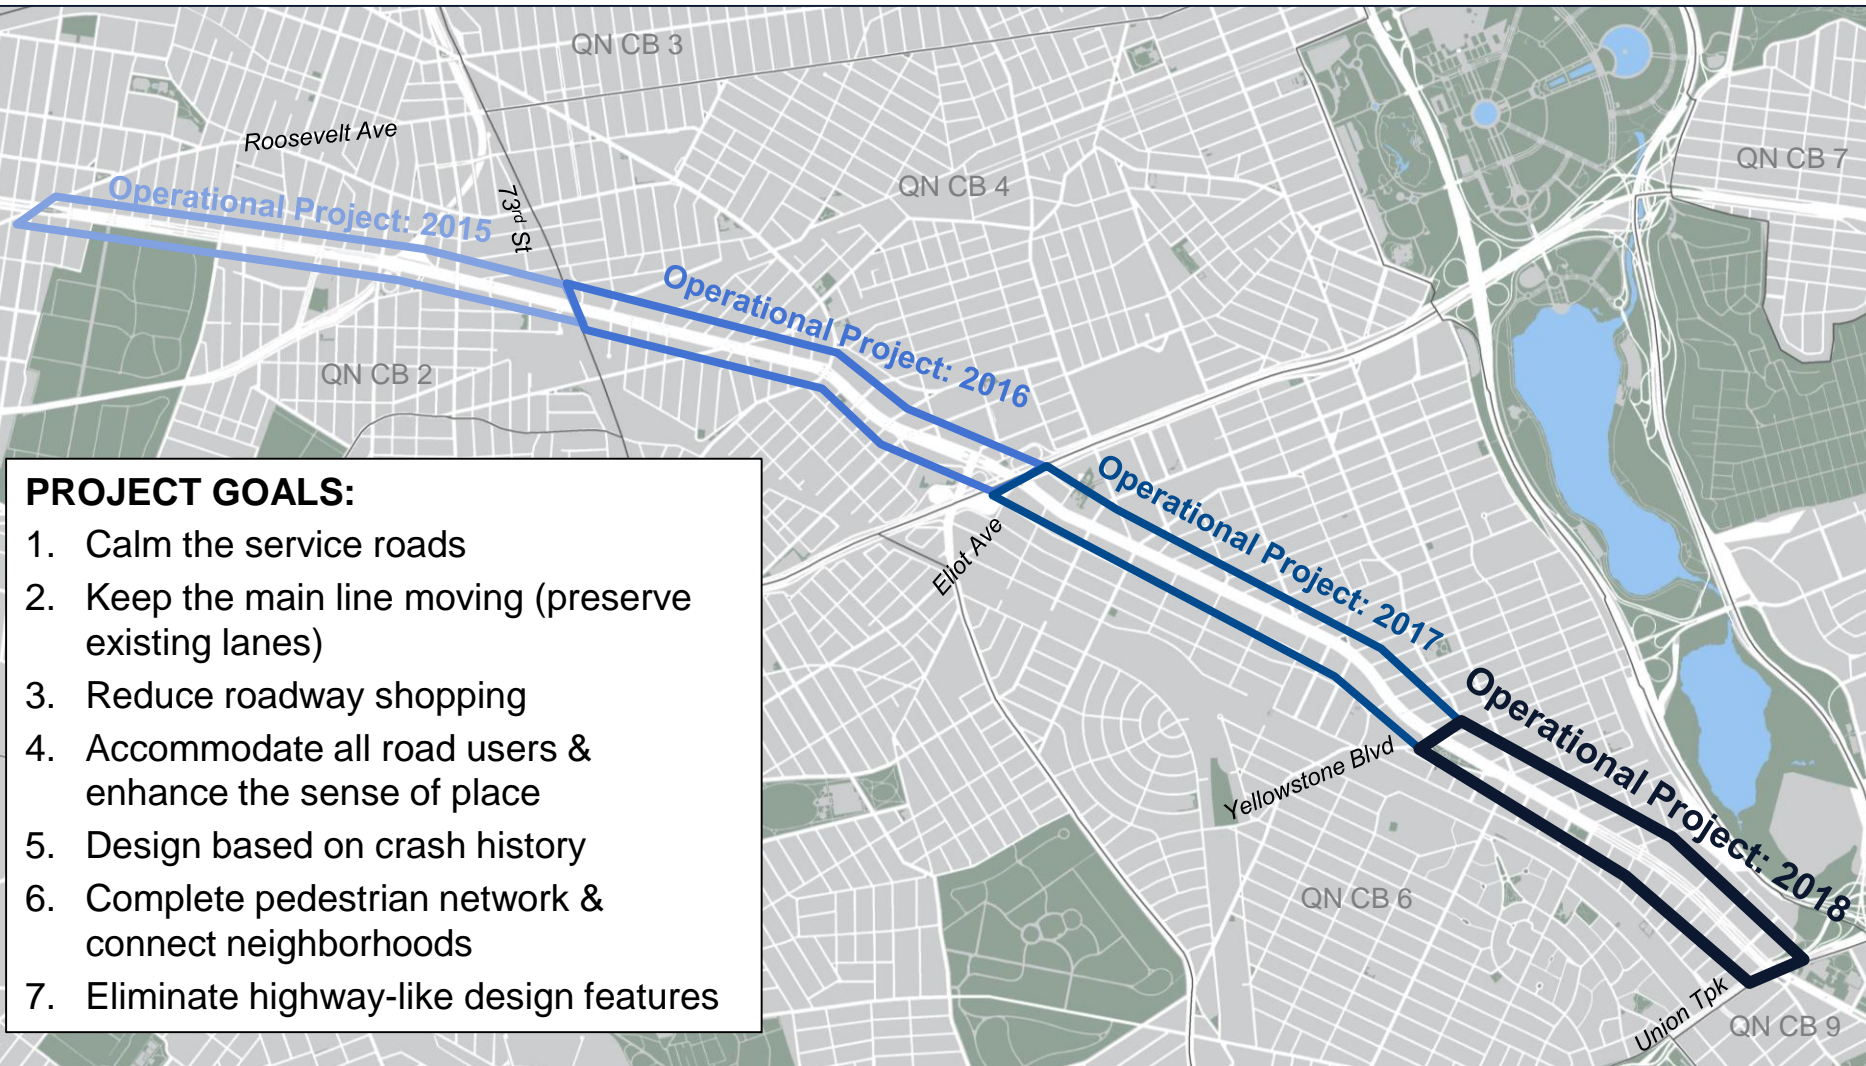 QN CB 3
Roosevelt Ave
QN CB 7
QN CB 4
Operational Project: 2015
73rd St
Operational Project: 2016
QN CB 2
Operational Project: 2017
Eliot Ave
PROJECT GOALS:
1. Calm the service roads
2. Keep the main line moving (preserve
existing lanes)
3. Reduce roadway shopping
4. Accommodate all road users &
enhance the sense of place
5. Design based on crash history
6. Complete pedestrian network &
connect neighborhoods
7. Eliminate highway-like design features
Operational Project: 2018
Yellowstone Blvd
QN CB 6
Union Tpk
QN CB 9